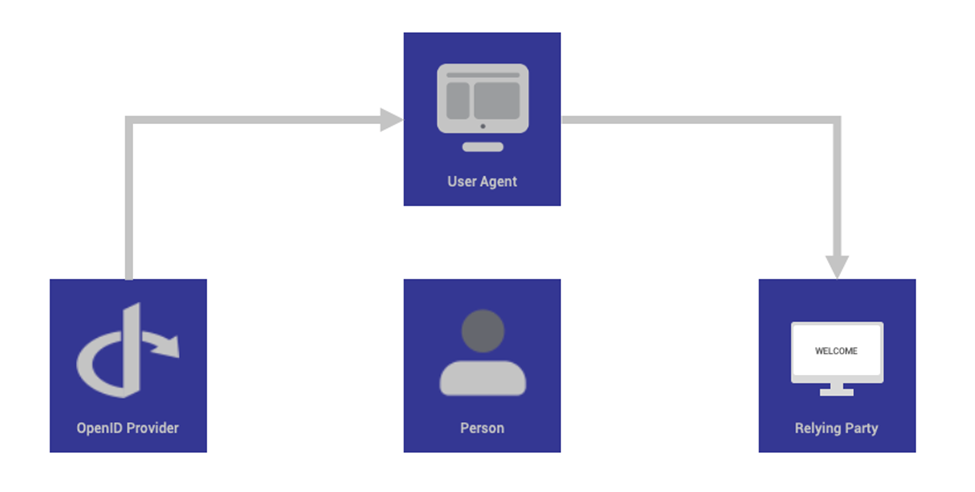 User Agent
OpenID Provider
Person
WELCOME
Relying Party